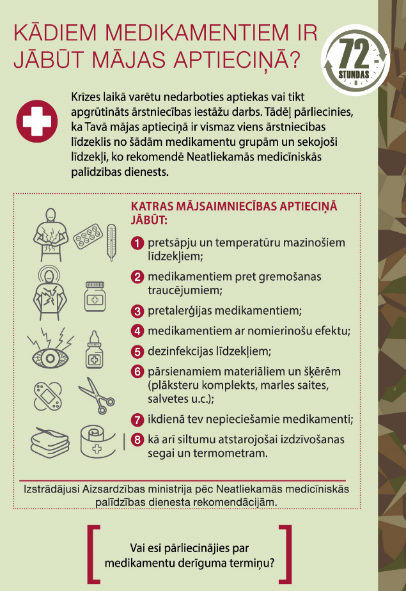 KĀDIEM MEDIKAMENTIEM IR
JĀBŪT MĀJAS APTIECIŅĀ?
72
STUNDAS
Krīzes laikā varētu nedarboties aptiekas vai tikt
apgrūtināts ārstniecības iestāžu darbs. Tādēļ pārliecinies,
ka Tavā mājas aptieciņā ir vismaz viens ārstniecības
līdzeklis no šādām medikamentu grupām un sekojoši
līdzekļi, ko rekomendē Neatliekamās medicīniskās
palīdzības dienests.
KATRAS MĀJSAIMNIECĪBAS APTIECIŅĀ
JĀBŪT:
1 pretsāpju un temperatūru mazinošiem
līdzekļiem;
2 medikamentiem pret gremošanas
traucējumiem;
3 pretalerģijas medikamentiem;
4 medikamentiem ar nomierinošu efektu;
5 dezinfekcijas līdzekļiem;
6 pārsienamiem materiāliem un šķērēm
(plāksteru komplekts, marles saites,
salvetes u.c.);
7 ikdienā tev nepieciešamie medikamenti;
8 kā arī siltumu atstarojošai izdzīvošanas
segai un termometram.
Izstrādājusi Aizsardzības ministrija pēc Neatliekamās medicīniskās
palīdzības dienesta rekomendācijām.
Vai esi pārliecinājies par
medikamentu derīguma termiņu?